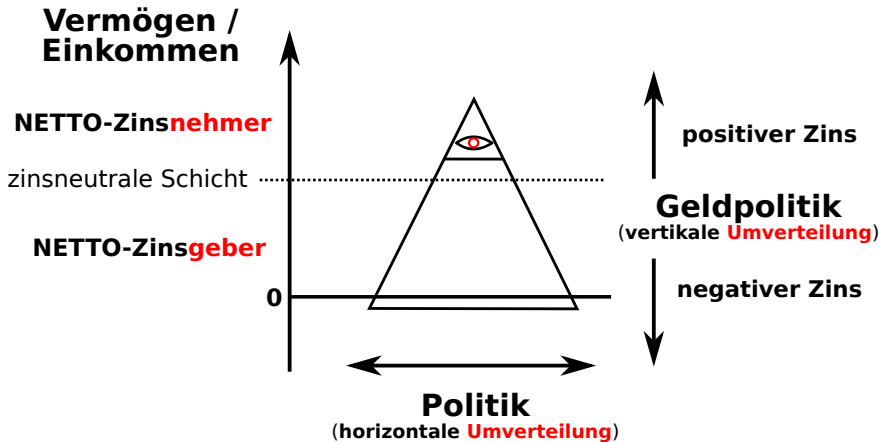 Vermögen /
Einkommen
NETTO-Zinsnehmer
zinsneutrale Schicht
NETTO-Zinsgeber
0
positiver Zins
Geldpolitik
(vertikale Umverteilung)
negativer Zins
Politik
(horizontale Umverteilung)